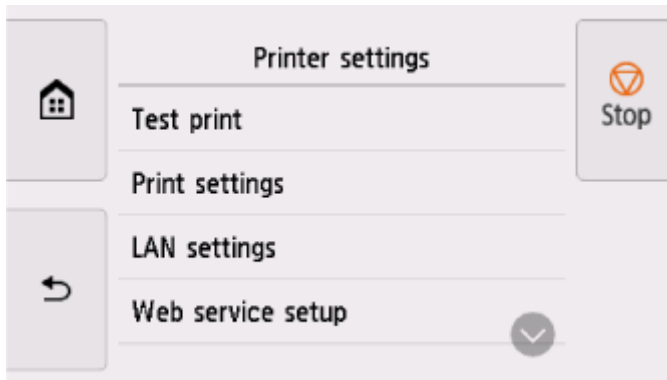 Printer settings
Test print
Stop
Print settings
LAN settings
Web service setup